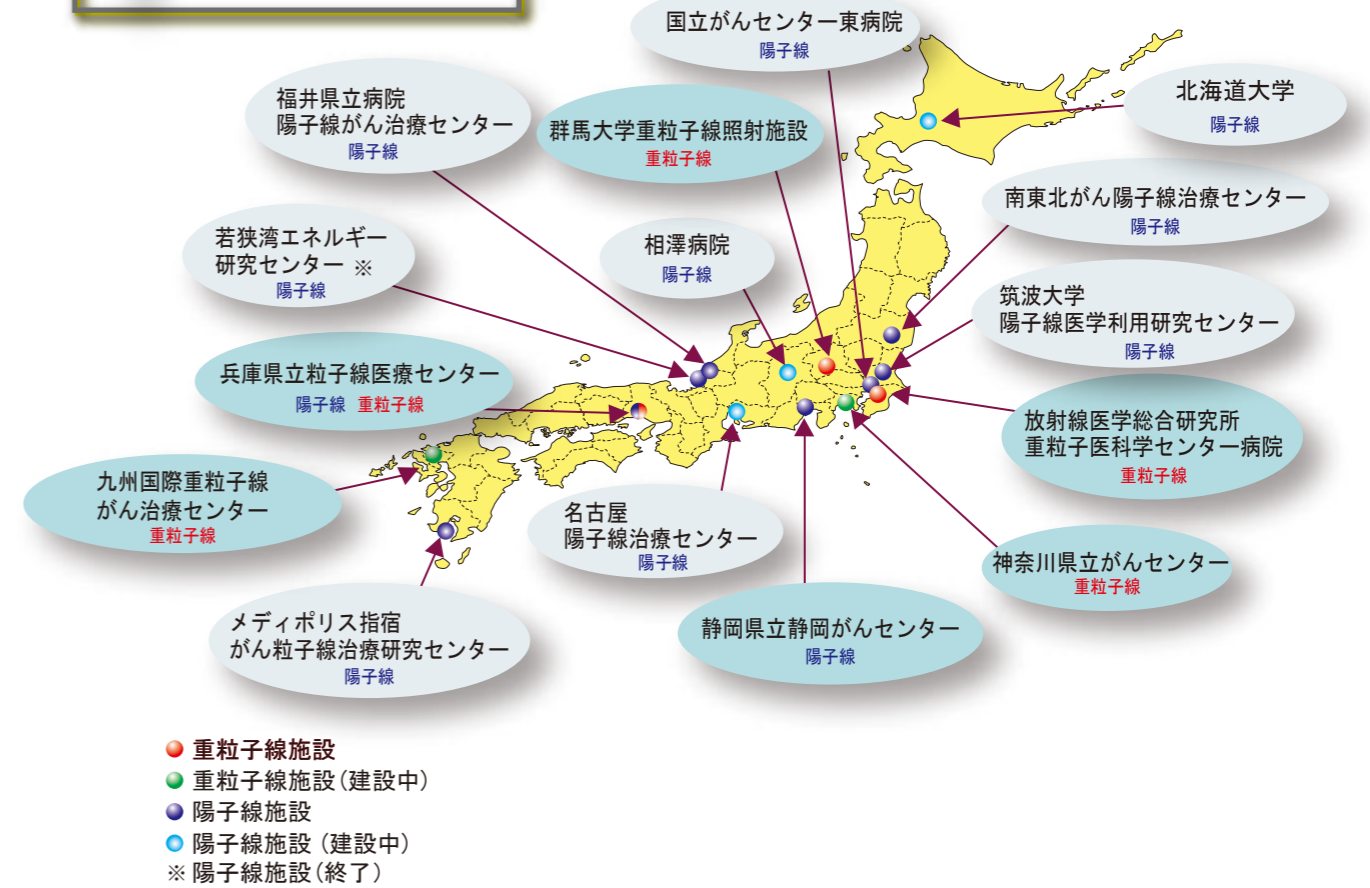 国立がんセンター東病院
陽子線
北海道大学
陽子線
福井県立病院
陽子線がん治療センター
陽子線
群馬大学重粒子線照射施設
重粒子線
南東北がん陽子線治療センター
陽子線
若狭湾エネルギー
研究センター ※
陽子線
相澤病院
陽子線
筑波大学
陽子線医学利用研究センター
陽子線
兵庫県立粒子線医療センター
陽子線 重粒子線
放射線医学総合研究所
重粒子医科学センター病院
重粒子線
九州国際重粒子線
がん治療センター
重粒子線
名古屋
陽子線治療センター
陽子線
神奈川県立がんセンター
重粒子線
メディポリス指宿
がん粒子線治療研究センター
陽子線
静岡県立静岡がんセンター
陽子線
重粒子線施設
重粒子線施設(建設中)
陽子線施設
陽子線施設 (建設中)
※ 陽子線施設(終了)